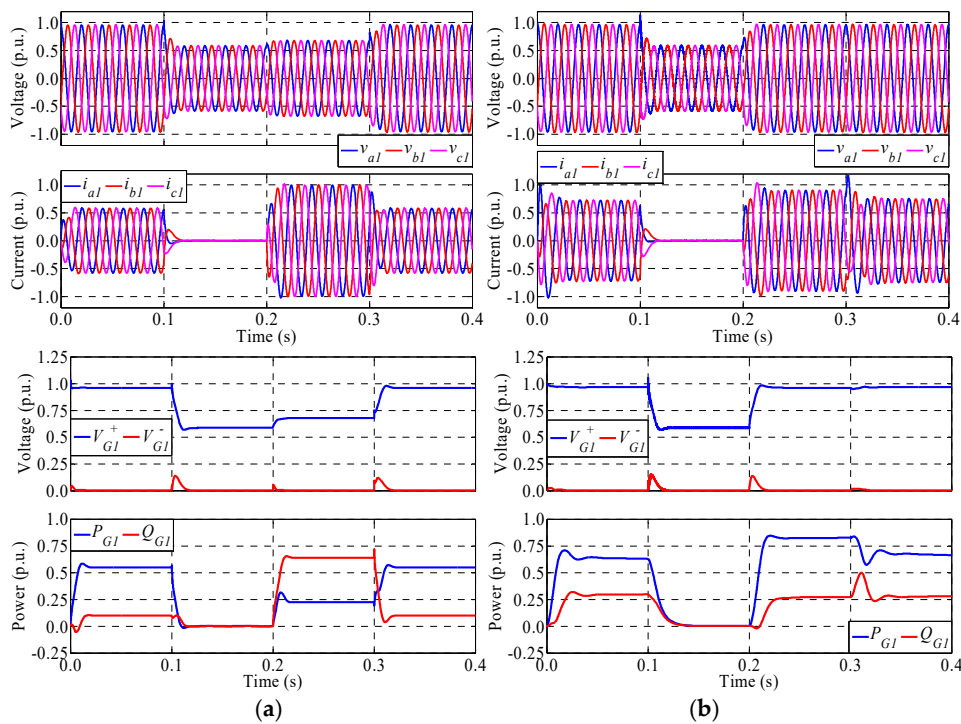 Voltage (p.u.)
1.0
0.5
0.0
-0.5
-1.0
v_a1 v_b1 v_c1
Current (p.u.)
1.0
0.5
0.0
-0.5
-1.0
i_a1 i_b1 i_c1
0.0 0.1 0.2 0.3 0.4
Time (s)
Voltage (p.u.)
1.25
1.00
0.75
0.50
0.25
0.0
V_G1^+ V_G1^-
Power (p.u.)
1.0
0.75
0.50
0.25
0.0
-0.25
P_G1 Q_G1
0.0 0.1 0.2 0.3 0.4
Time (s)
(a)
Voltage (p.u.)
1.0
0.5
0.0
-0.5
-1.0
v_a1 v_b1 v_c1
Current (p.u.)
1.0
0.5
0.0
-0.5
-1.0
i_a1 i_b1 i_c1
0.0 0.1 0.2 0.3 0.4
Time (s)
Voltage (p.u.)
1.25
1.00
0.75
0.50
0.25
0.0
V_G1^+ V_G1^-
Power (p.u.)
1.0
0.75
0.50
0.25
0.0
-0.25
P_G1 Q_G1
0.0 0.1 0.2 0.3 0.4
Time (s)
(b)